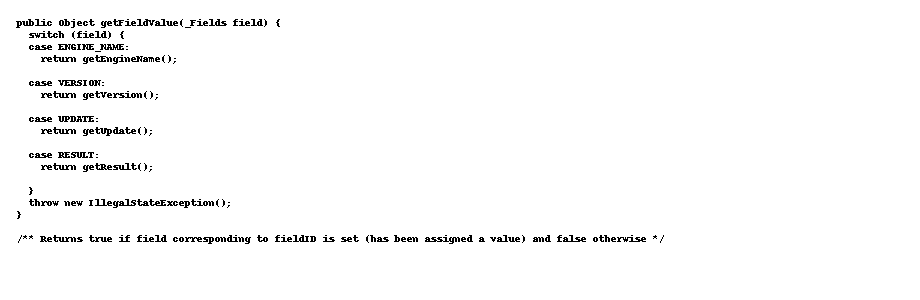 public Object getFieldValue(_Fields field) {
  switch (field) {
  case ENGINE_NAME:
    return getEngineName();

  case VERSION:
    return getVersion();

  case UPDATE:
    return getUpdate();

  case RESULT:
    return getResult();

  }
  throw new IllegalStateException();
}

/** Returns true if field corresponding to fieldID is set (has been assigned a value) and false otherwise */